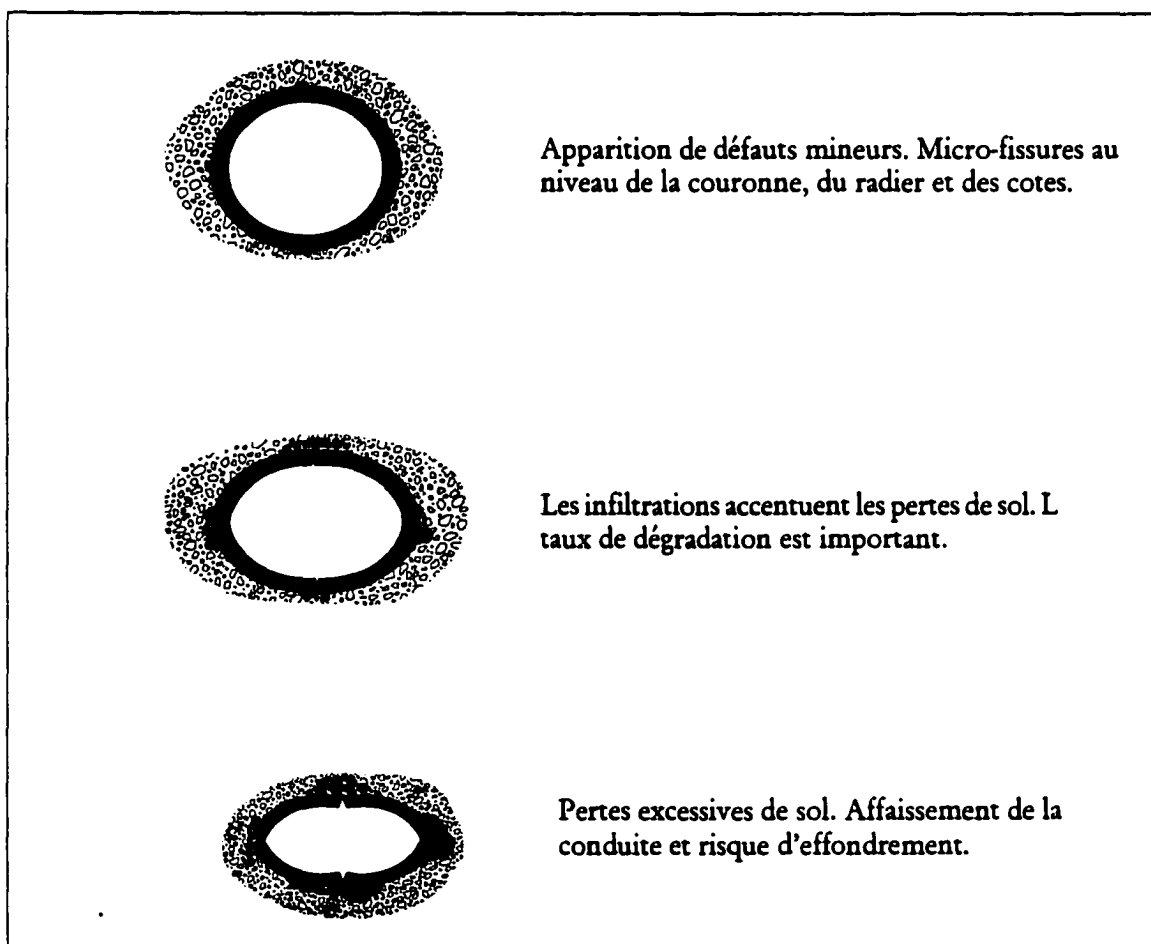 Apparition de défauts mineurs. Micro-fissures au
niveau de la couronne, du radier et des cotes.
Les infiltrations accentuent les pertes de sol. L
taux de dégradation est important.
Pertes excessives de sol. Affaissement de la
conduite et risque d'effondrement.